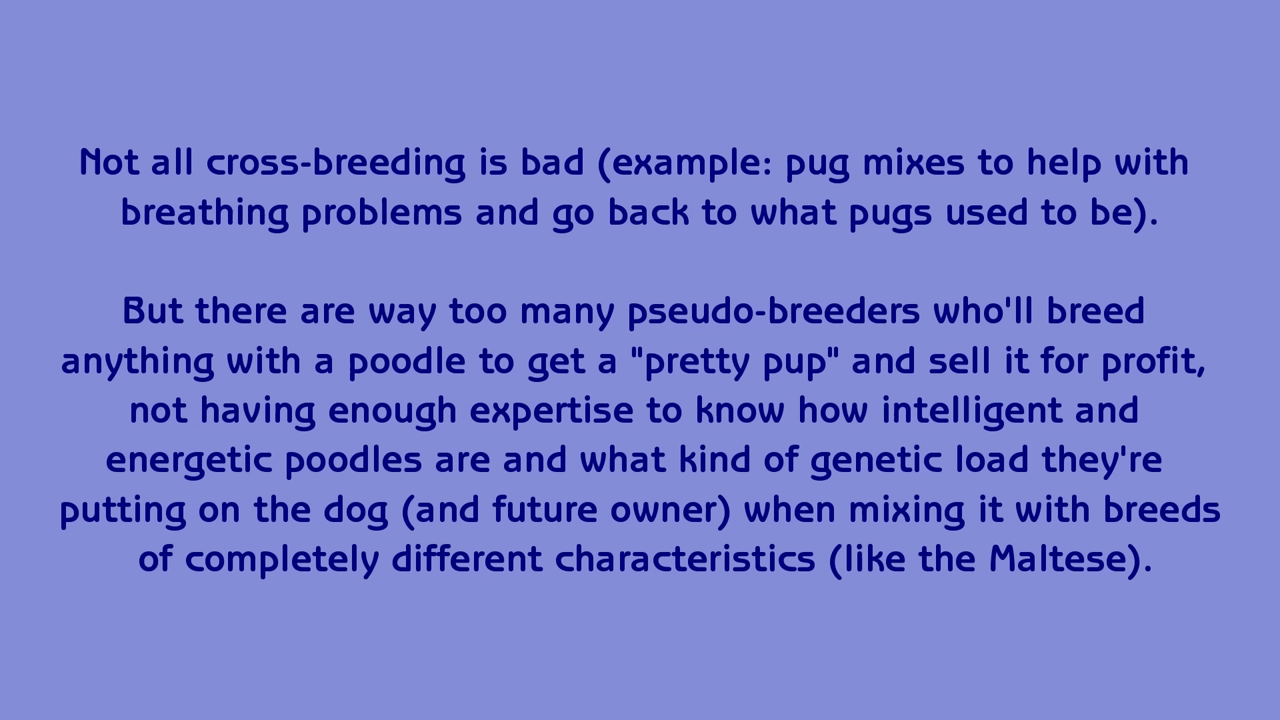 Not all cross-breeding is bad (example: pug mixes to help with
breathing problems and go back to what pugs used to be).
But there are way too many pseudo-breeders who'll breed
anything with a poodle to get a "pretty pup" and sell it for profit,
not having enough expertise to know how intelligent and
energetic poodles are and what kind of genetic load they're
putting on the dog (and future owner) when mixing it with breeds
of completely different characteristics (like the Maltese).